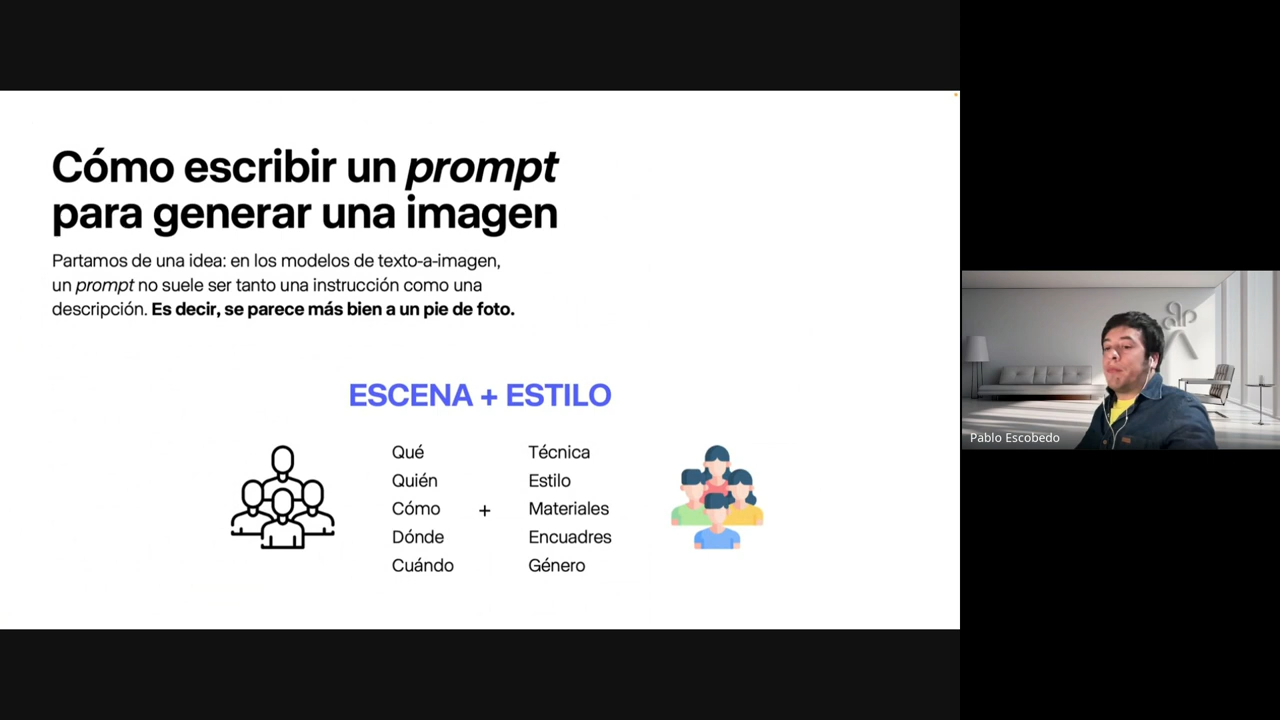 Cómo escribir un prompt
para generar una imagen
Partamos de una idea: en los modelos de texto-a-imagen,
un prompt no suele ser tanto una instrucción como una
descripción. Es decir, se parece más bien a un pie de foto.
ESCENA + ESTILO
Qué
Quién
Cómo
Dónde
Cuándo
+
Técnica
Estilo
Materiales
Encuadres
Género
Pablo Escobedo